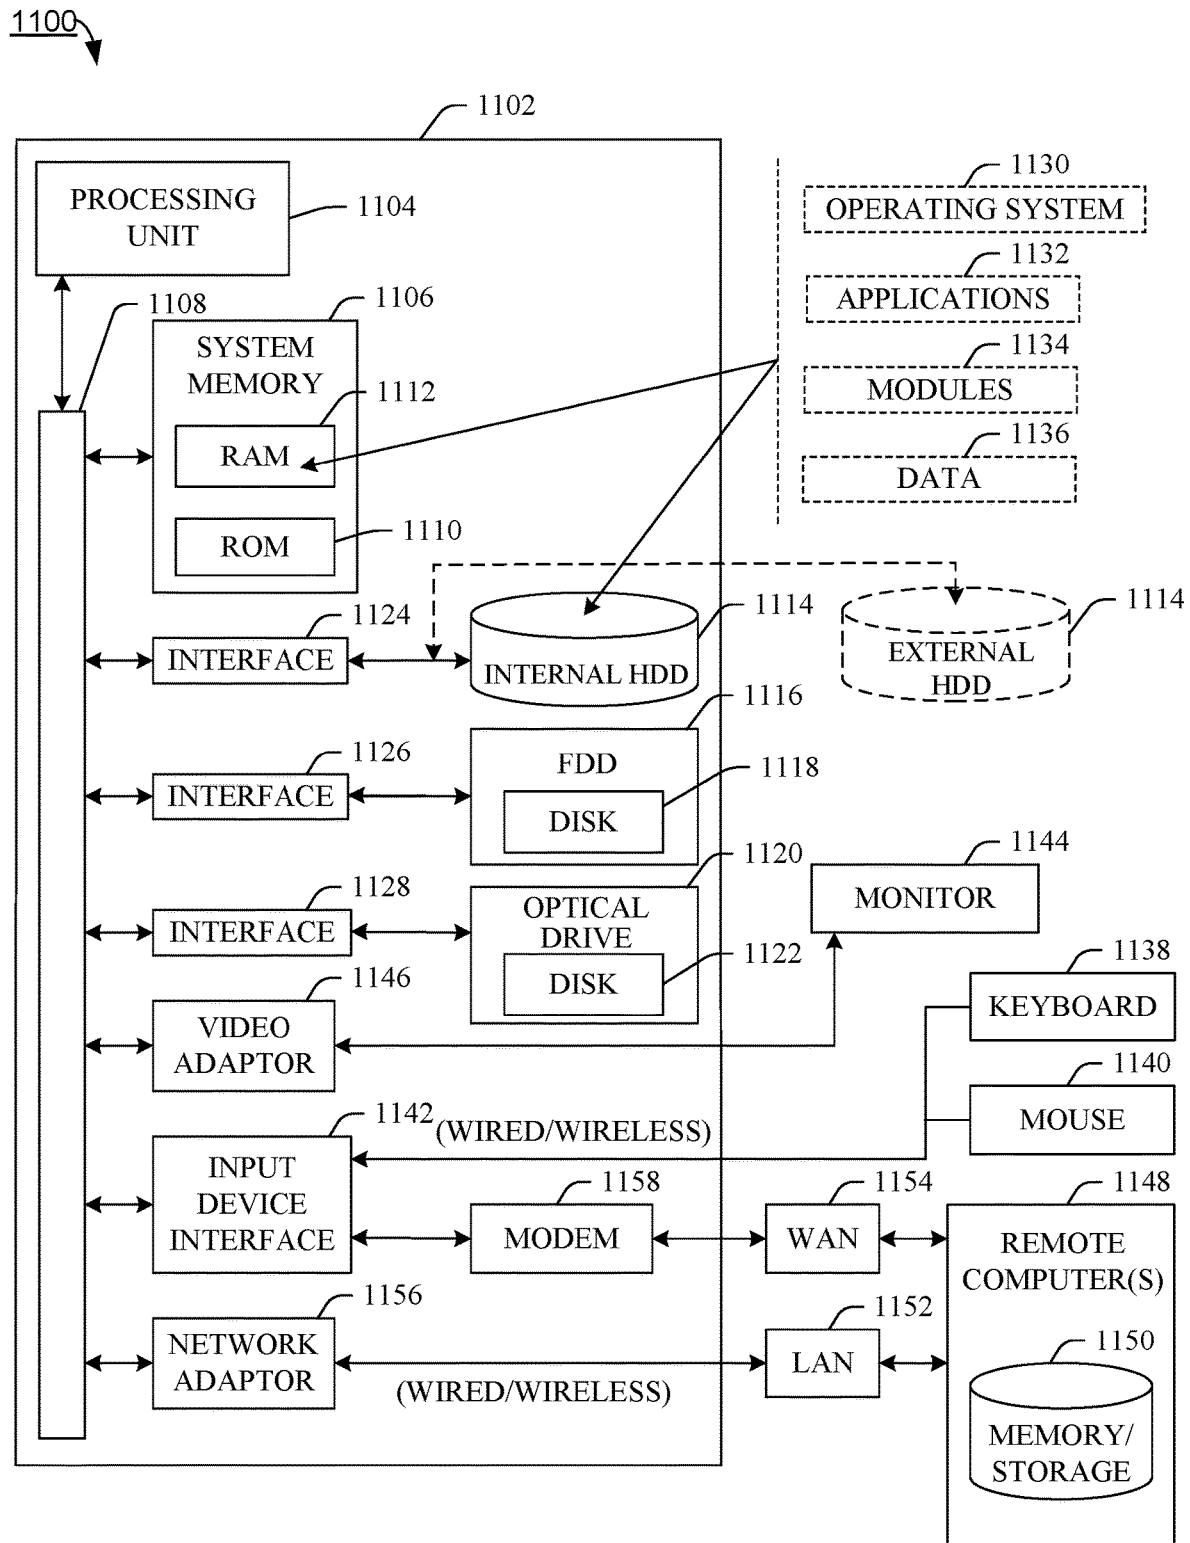 1100
1102
PROCESSING
UNIT
1104
1130
OPERATING SYSTEM
1132
APPLICATIONS
1134
MODULES
1136
DATA
1108
1106
SYSTEM
MEMORY
1112
RAM
1110
ROM
1124
INTERFACE
1114
INTERNAL HDD
1114
EXTERNAL
HDD
1126
INTERFACE
1116
FDD
1118
DISK
1128
INTERFACE
1120
OPTICAL
DRIVE
1122
DISK
1144
MONITOR
1146
VIDEO
ADAPTOR
1138
KEYBOARD
1140
MOUSE
1142
(WIRED/WIRELESS)
INPUT
DEVICE
INTERFACE
1158
MODEM
1154
WAN
1148
REMOTE
COMPUTER(S)
1156
NETWORK
ADAPTOR
(WIRED/WIRELESS)
1152
LAN
1150
MEMORY/
STORAGE